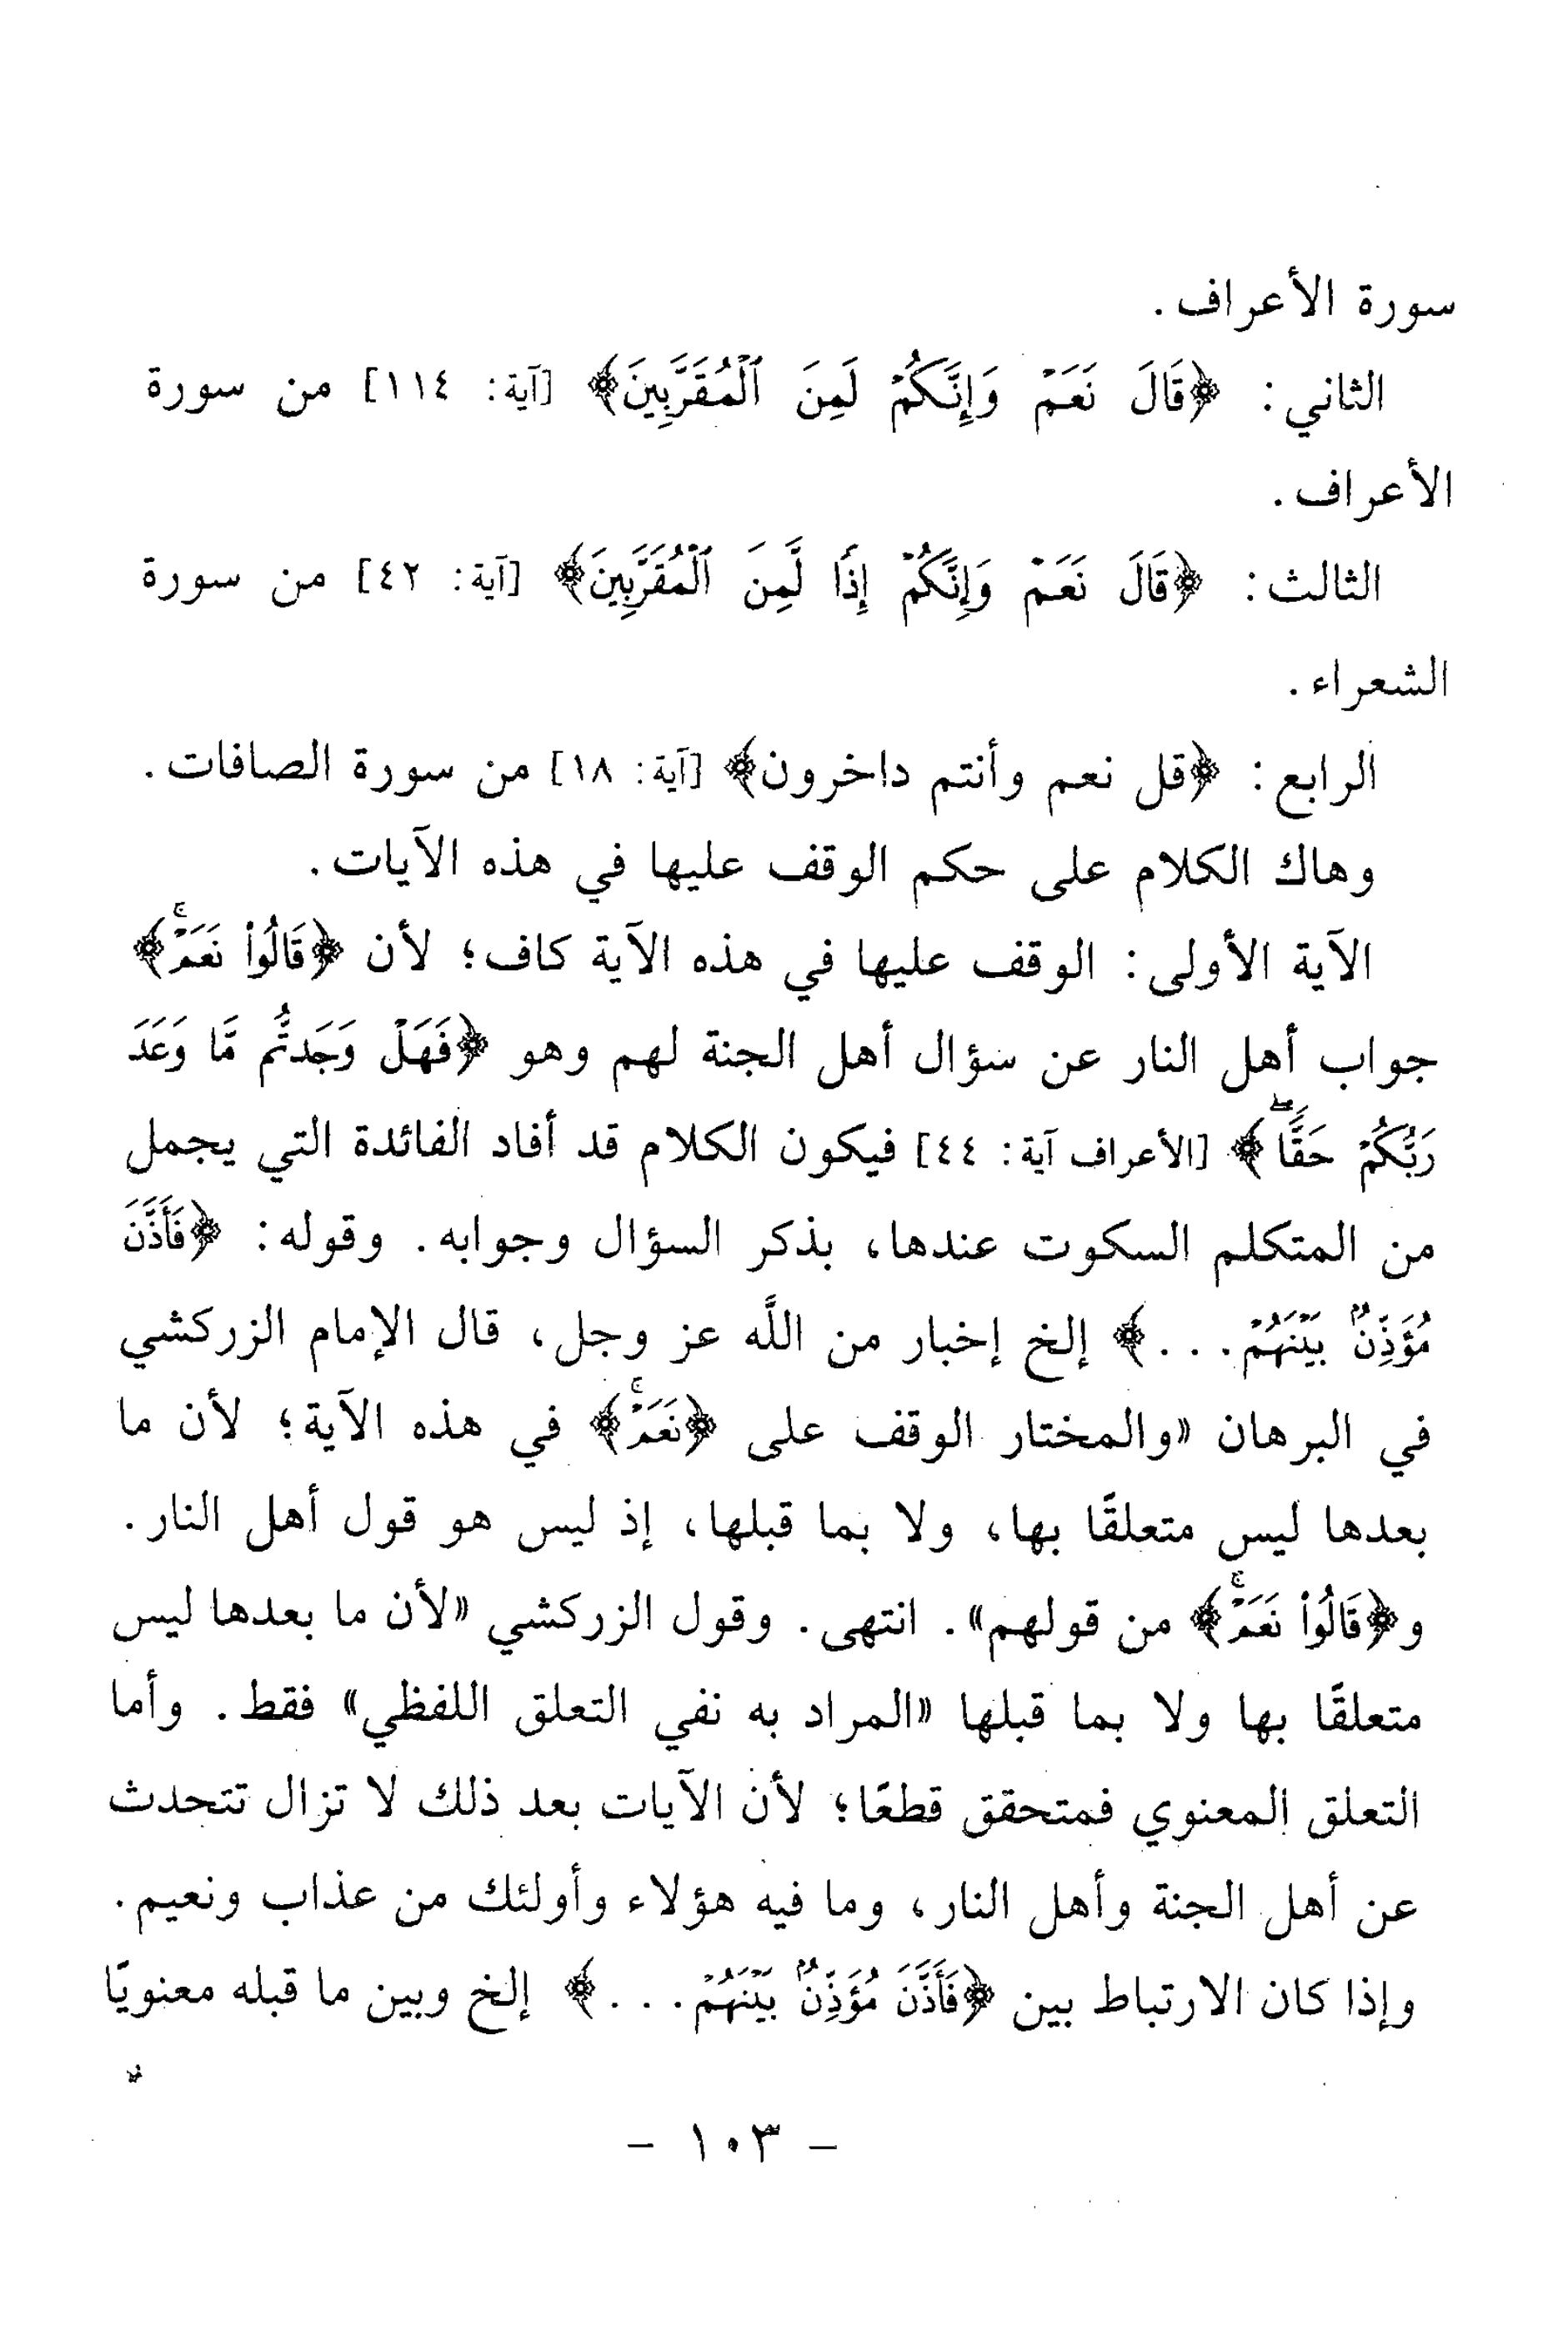 سورة الأعراف.
الثاني: ﴿قَالَ نَعَمْ وَإِنَّكُمْ لَمِنَ ٱلْمُقَرَّبِينَ﴾ [آية: ١١٤] من سورة
الأعراف.
الثالث: ﴿قَالَ نَعَمْ وَإِنَّكُمْ إِذًا لَّمِنَ ٱلْمُقَرَّبِينَ﴾ [آية: ٤٢] من سورة
الشعراء.
الرابع: ﴿قل نعم وأنتم داخرون﴾ [آية: ١٨] من سورة الصافات.
وهاك الكلام على حكم الوقف عليها في هذه الآيات.
الآية الأولى: الوقف عليها في هذه الآية كاف؛ لأن ﴿قَالُوا۟ نَعَمْۚ﴾
جواب أهل النار عن سؤال أهل الجنة لهم وهو ﴿فَهَلْ وَجَدتُّم مَّا وَعَدَ
رَبُّكُمْ حَقًّاۖ﴾ [الأعراف آية: ٤٤] فيكون الكلام قد أفاد الفائدة التي يجمل
من المتكلم السكوت عندها، بذكر السؤال وجوابه. وقوله: ﴿فَأَذَّنَ
مُؤَذِّنٌۢ بَيْنَهُمْ...﴾ إلخ إخبار من اللَّه عز وجل، قال الإمام الزركشي
في البرهان «والمختار الوقف على ﴿نَعَمْۚ﴾ في هذه الآية؛ لأن ما
بعدها ليس متعلقًا بها، ولا بما قبلها، إذ ليس هو قول أهل النار.
و﴿قَالُوا۟ نَعَمْۚ﴾ من قولهم». انتهى. وقول الزركشي «لأن ما بعدها ليس
متعلقًا بها ولا بما قبلها «المراد به نفي التعلق اللفظي» فقط. وأما
التعلق المعنوي فمتحقق قطعًا؛ لأن الآيات بعد ذلك لا تزال تتحدث
عن أهل الجنة وأهل النار، وما فيه هؤلاء وأولئك من عذاب ونعيم.
وإذا كان الارتباط بين ﴿فَأَذَّنَ مُؤَذِّنٌۢ بَيْنَهُمْ...﴾ إلخ وبين ما قبله معنويًا
- ١٠٣ -